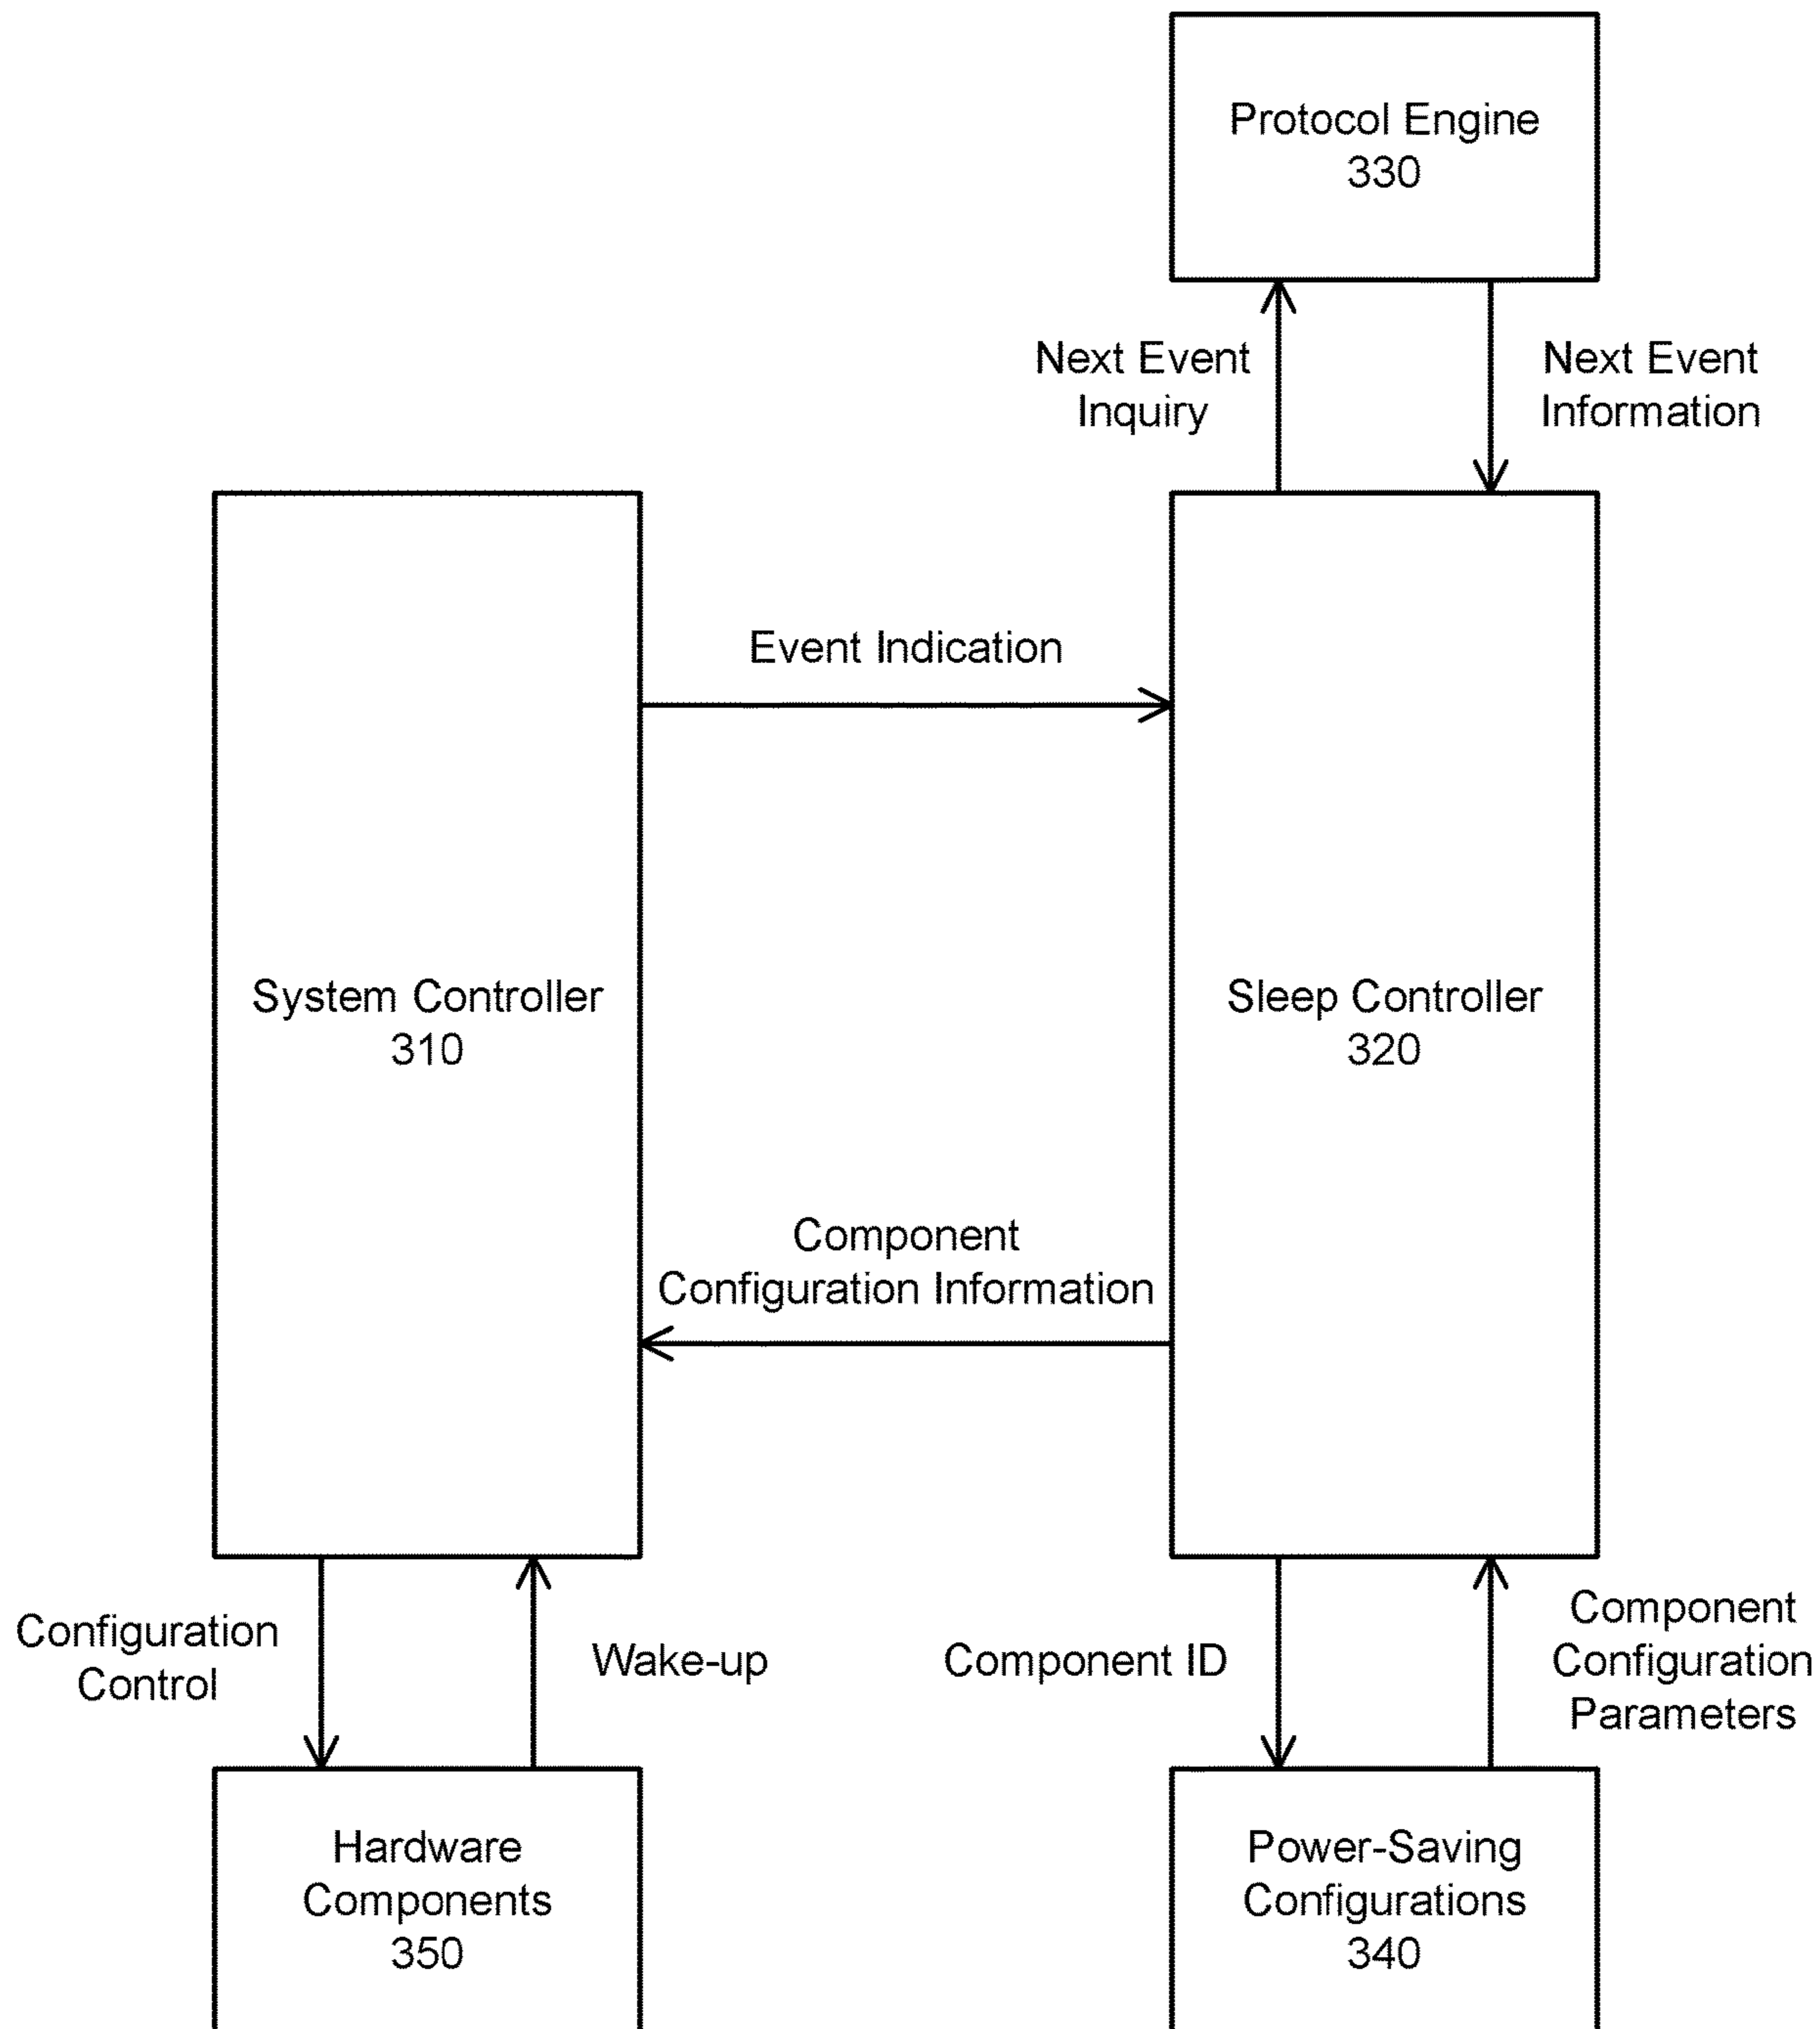 Protocol Engine
330
Next Event
Inquiry
Next Event
Information
Event Indication
System Controller
310
Sleep Controller
320
Component
Configuration Information
Configuration
Control
Wake-up
Component ID
Component
Configuration
Parameters
Hardware
Components
350
Power-Saving
Configurations
340